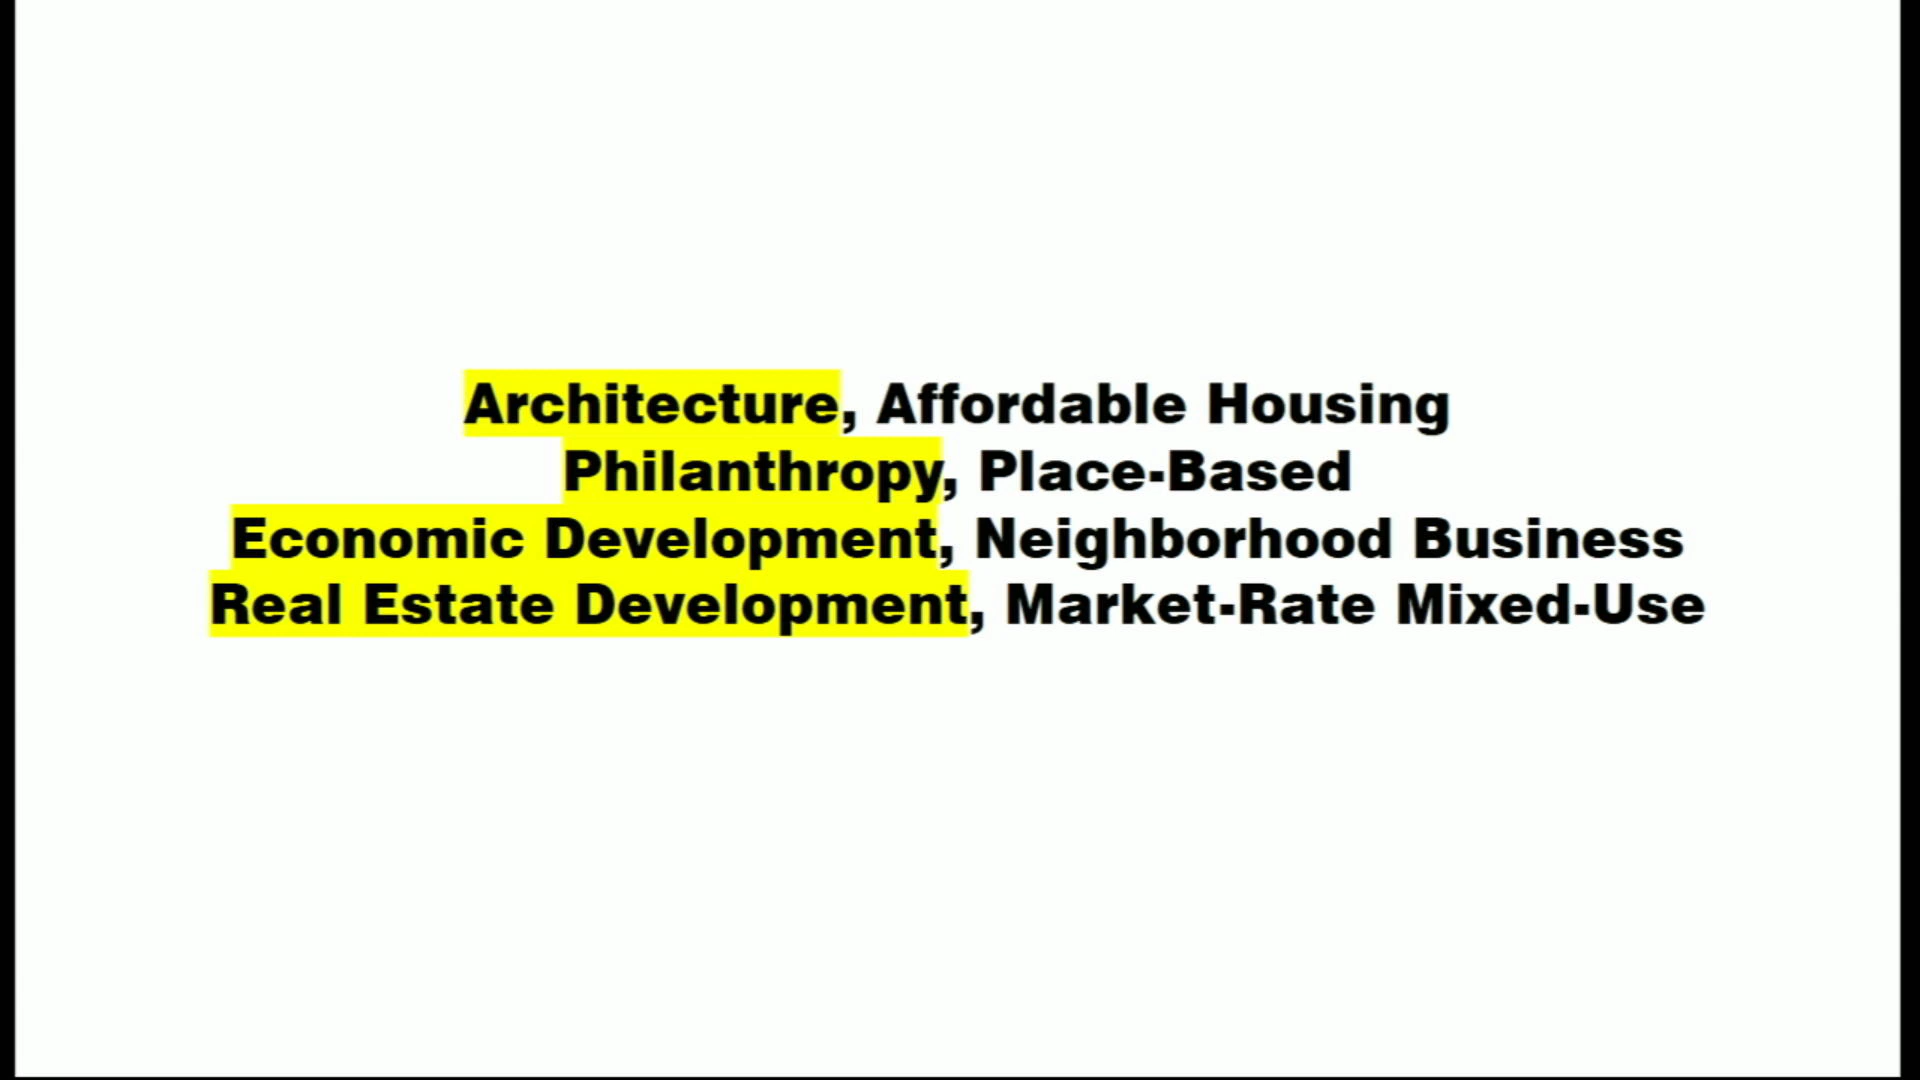 Architecture, Affordable Housing
Philanthropy, Place-Based
Economic Development, Neighborhood Business
Real Estate Development, Market-Rate Mixed-Use